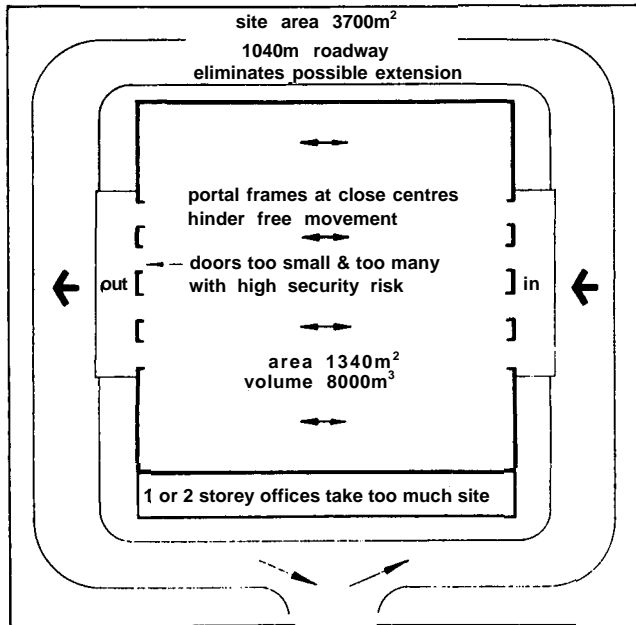 site area 3700m²
1040m roadway
eliminates possible extension
portal frames at close centres
hinder free movement
out
doors too small & too many
with high security risk
in
area 1340m²
volume 8000m³
1 or 2 storey offices take too much site